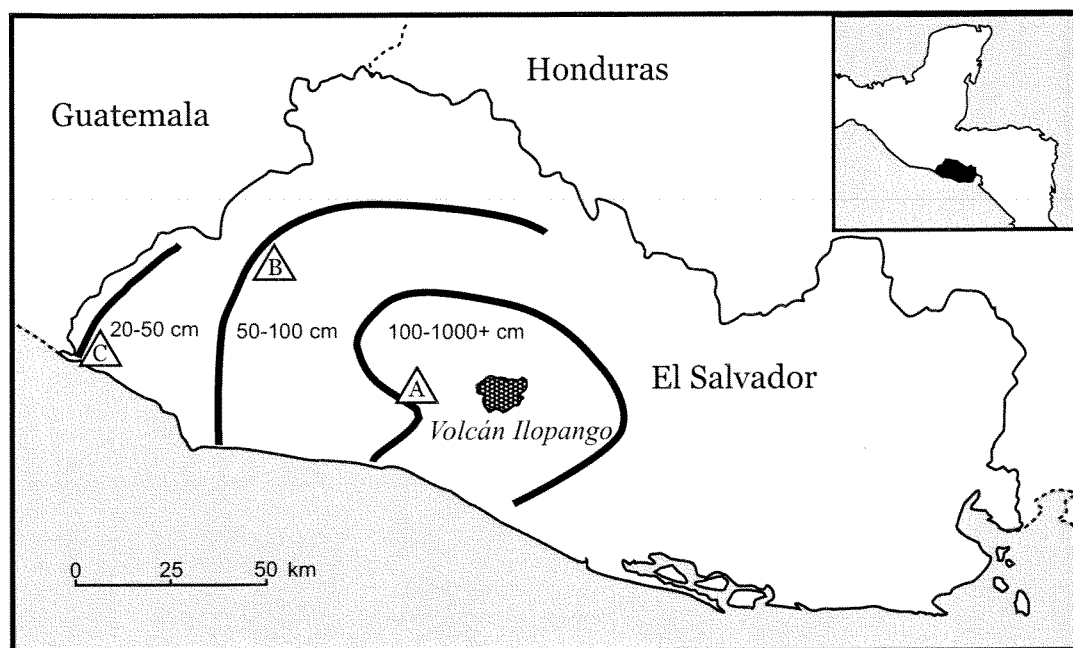 Honduras
Guatemala
B
20-50 cm
50-100 cm
100-1000+ cm
C
A
El Salvador
Volcán Ilopango
0 25 50 km